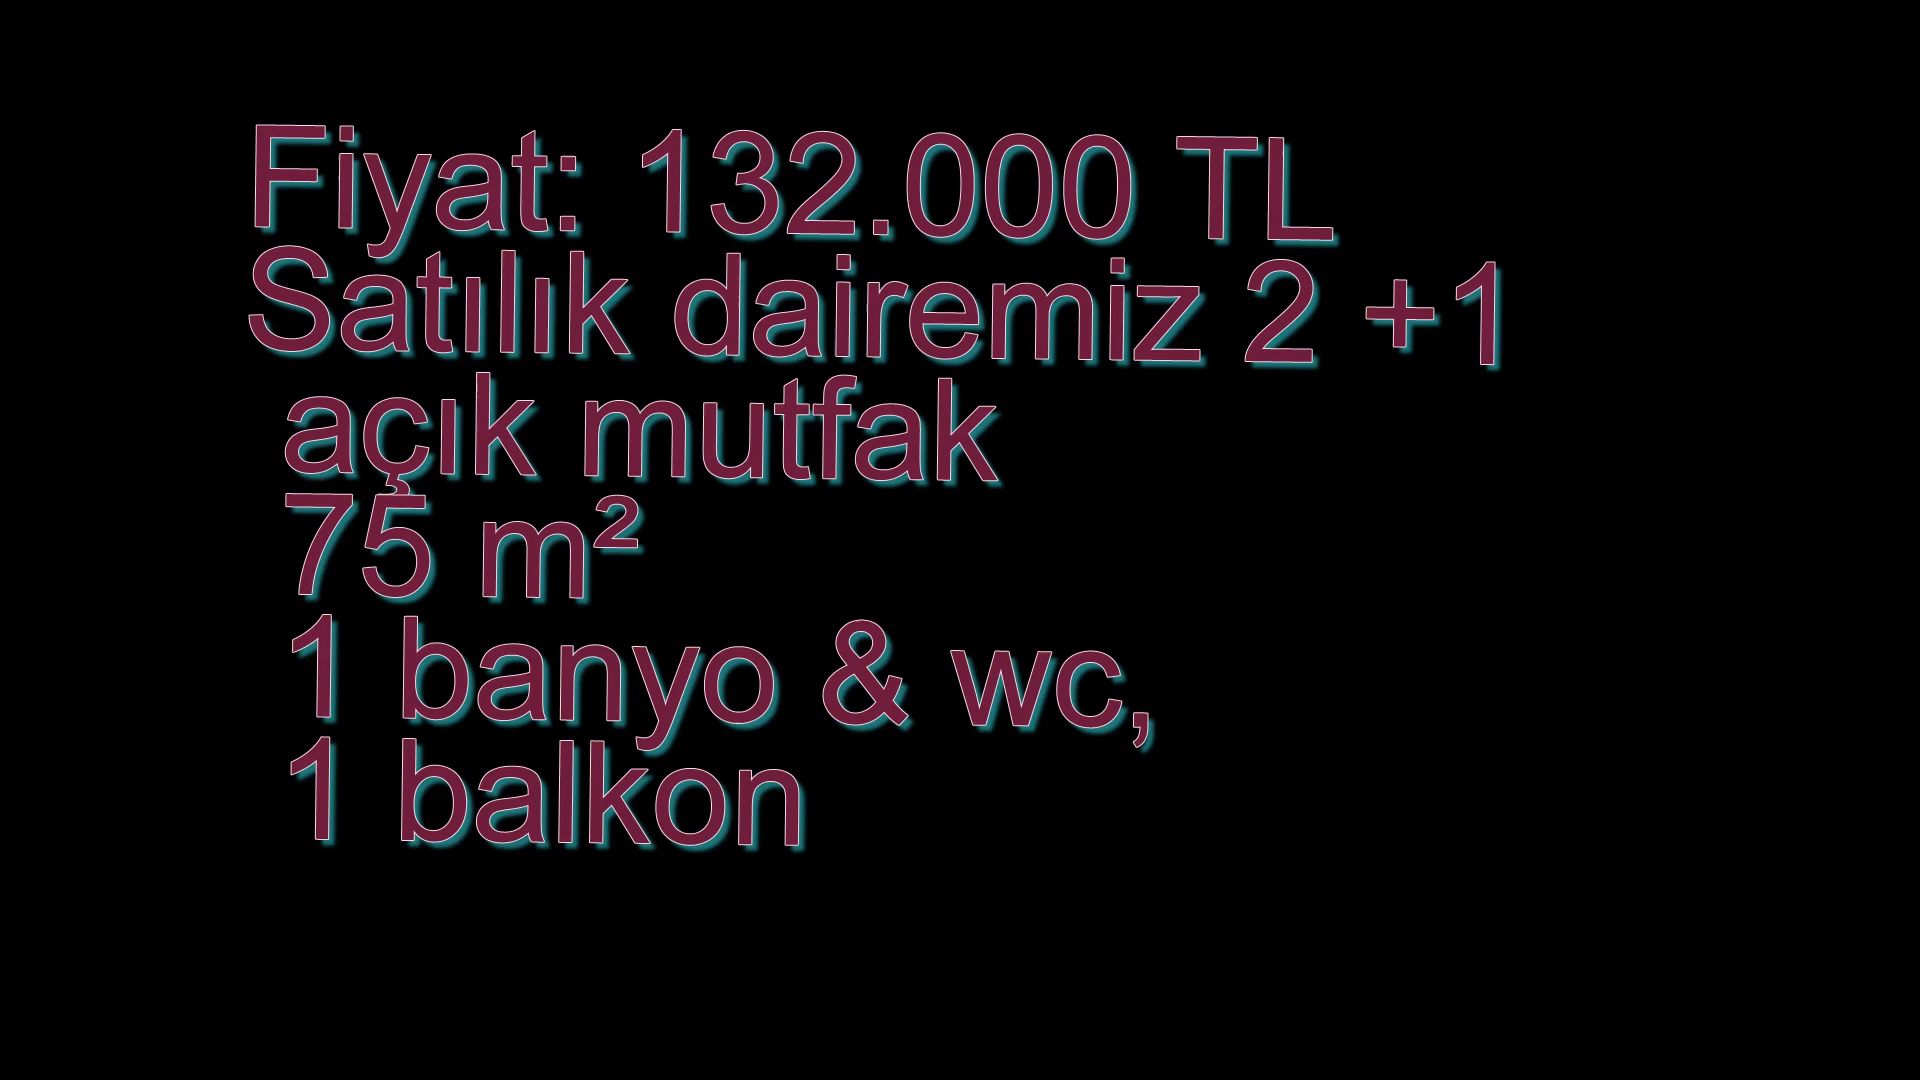 Fiyat: 132.000 TL
Satılık dairemiz 2 +1
açık mutfak
75 m²
1 banyo & wc,
1 balkon